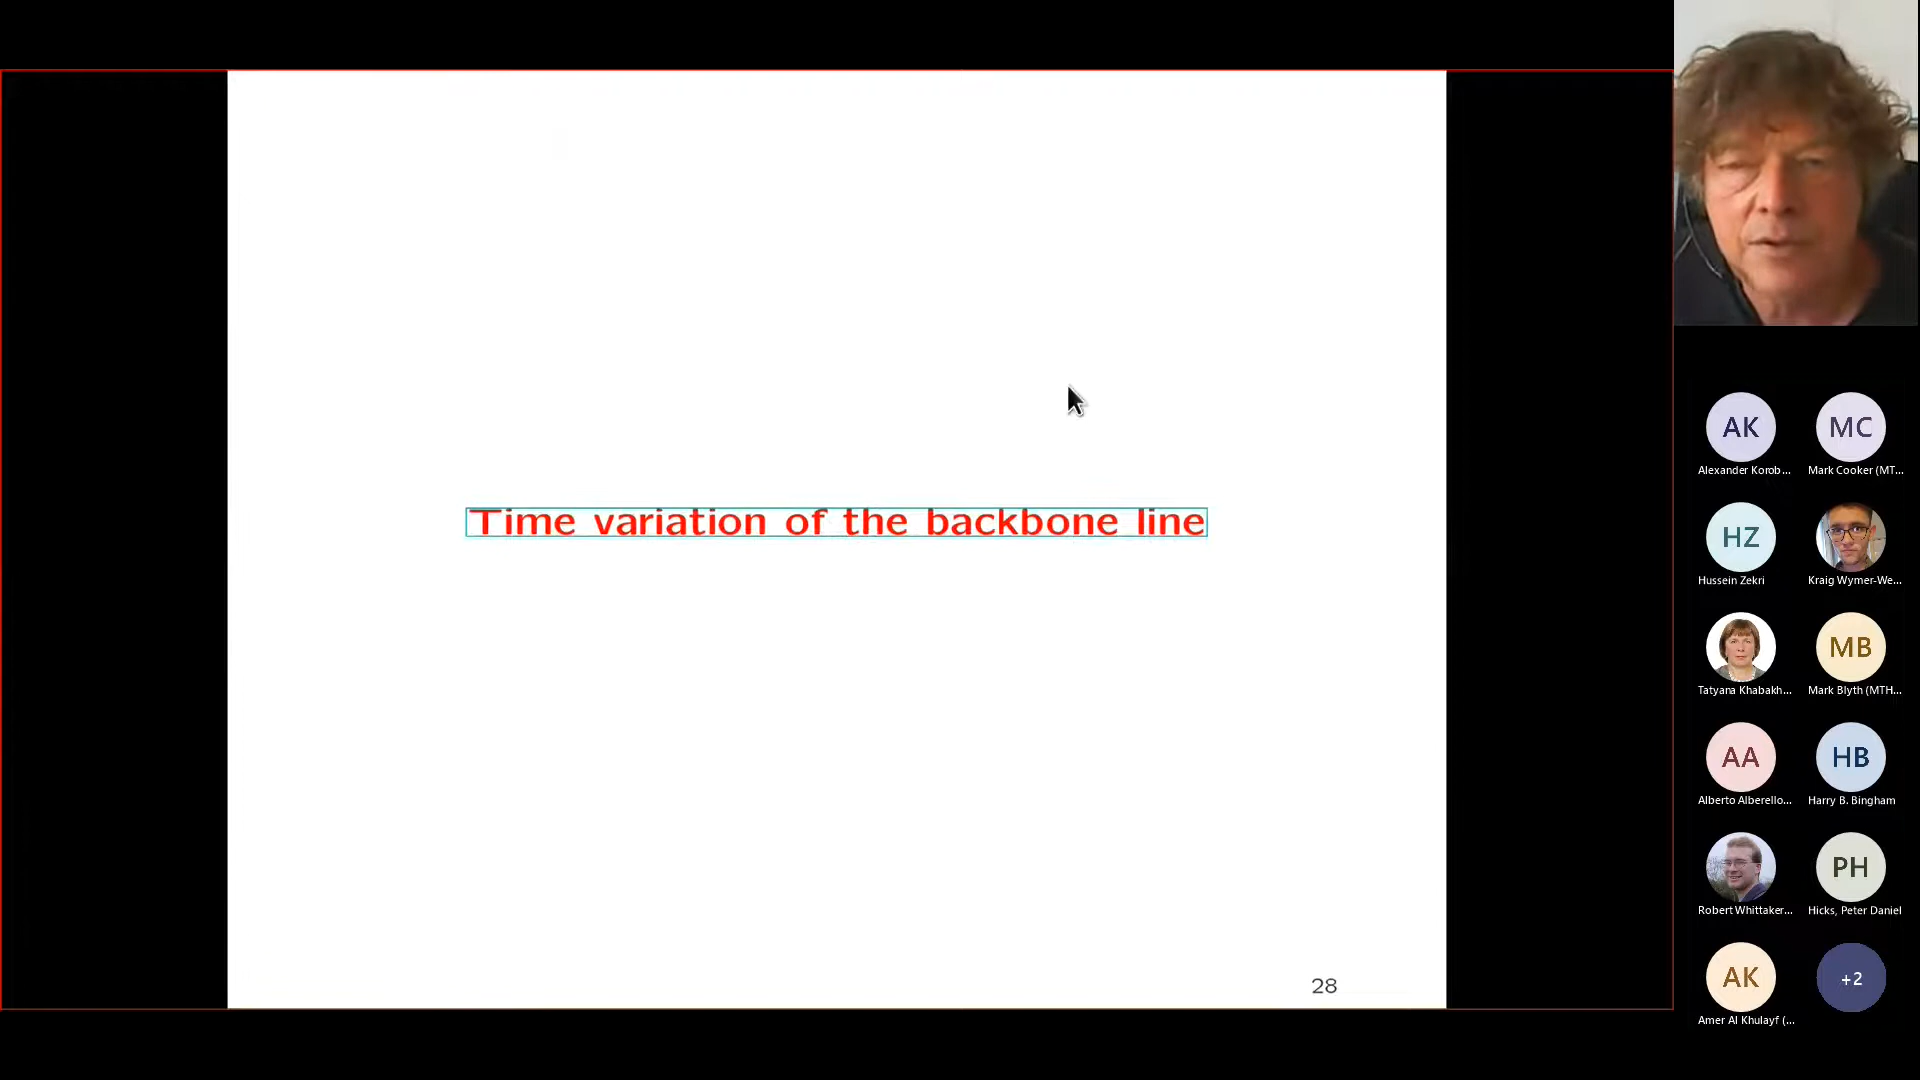 Time variation of the backbone line
28
AK
MC
Alexander Korob...
Mark Cooker (MT...
HZ
Hussein Zekri
Kraig Wymer-We...
MB
Tatyana Khabakh...
Mark Blyth (MTH...
AA
HB
Alberto Alberello...
Harry B. Bingham
PH
Robert Whittaker...
Hicks, Peter Daniel
AK
+2
Amer Al Khulayf (...